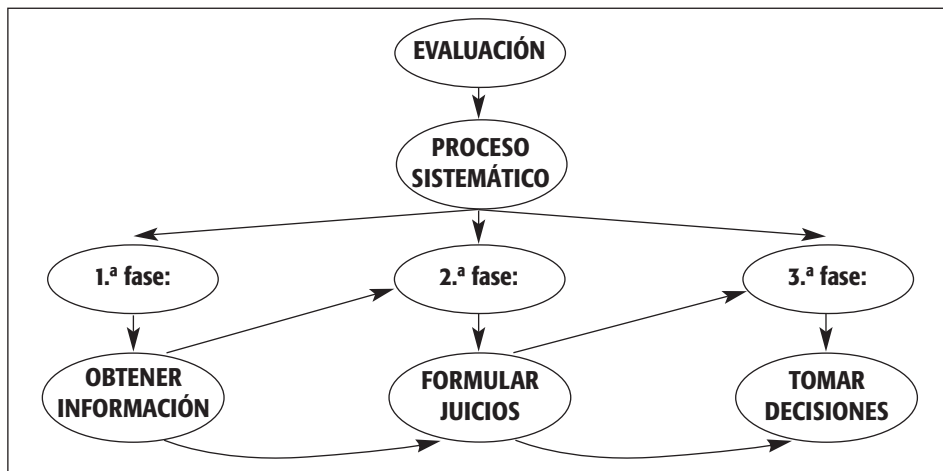 EVALUACIÓN
PROCESO
SISTEMÁTICO
1.ª fase:
2.ª fase:
3.ª fase:
OBTENER
INFORMACIÓN
FORMULAR
JUICIOS
TOMAR
DECISIONES